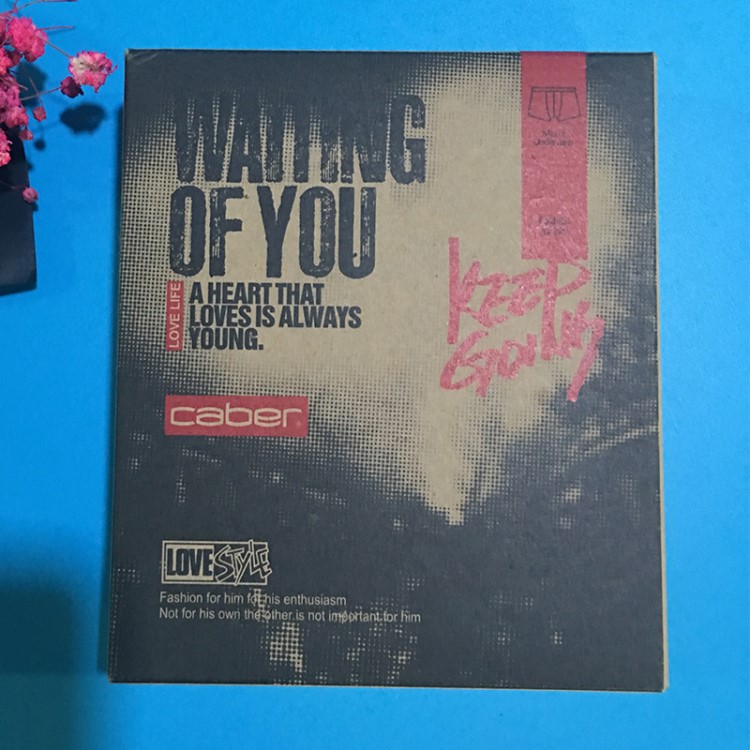 WAITING
OF YOU
LOVE LIFE
A HEART THAT
LOVES IS ALWAYS
YOUNG.
KEEP
GOING
caber
LOVE STYLE
Fashion for him for his enthusiasm
Not for his own the other is not important for him